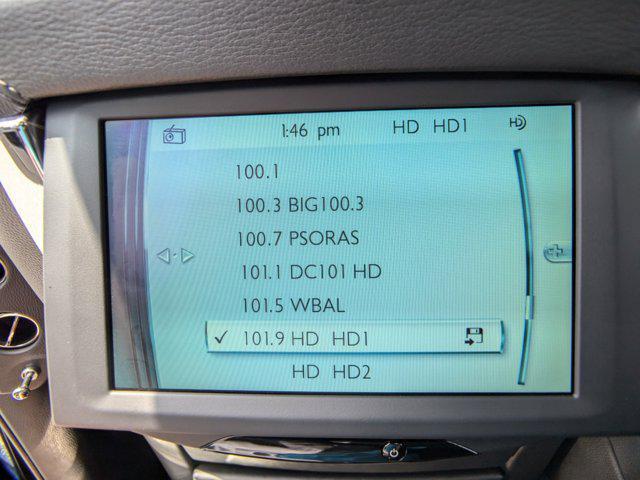 1:46 pm HD HD1 HD
100.1
100.3 BIG100.3
100.7 PSORAS
101.1 DC101 HD
101.5 WBAL
✓ 101.9 HD HD1
HD HD2